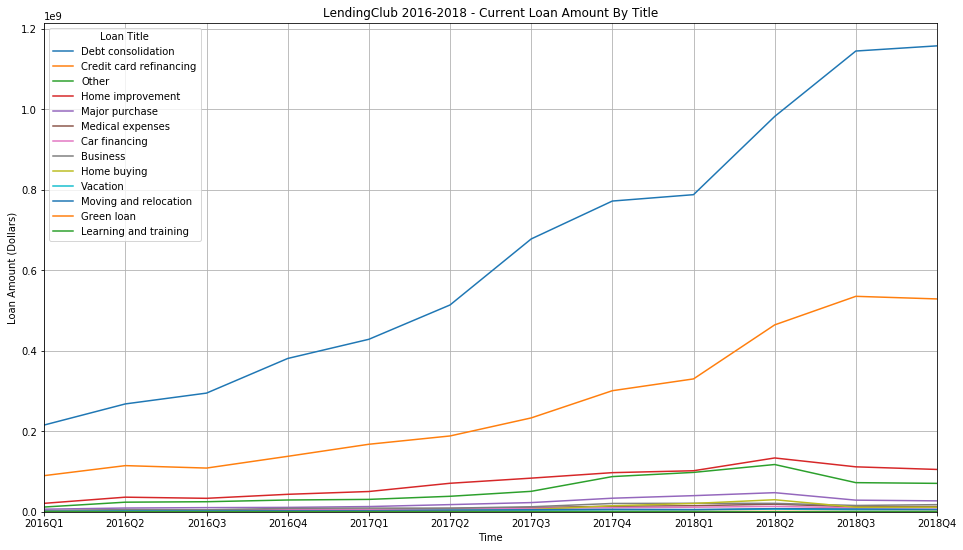 LendingClub 2016-2018 - Current Loan Amount By Title
1e9
1.2
1.0
0.8
0.6
0.4
0.2
0.0
Loan Amount (Dollars)
Loan Title
Debt consolidation
Credit card refinancing
Other
Home improvement
Major purchase
Medical expenses
Car financing
Business
Home buying
Vacation
Moving and relocation
Green loan
Learning and training
2016Q1 2016Q2 2016Q3 2016Q4 2017Q1 2017Q2 2017Q3 2017Q4 2018Q1 2018Q2 2018Q3 2018Q4
Time